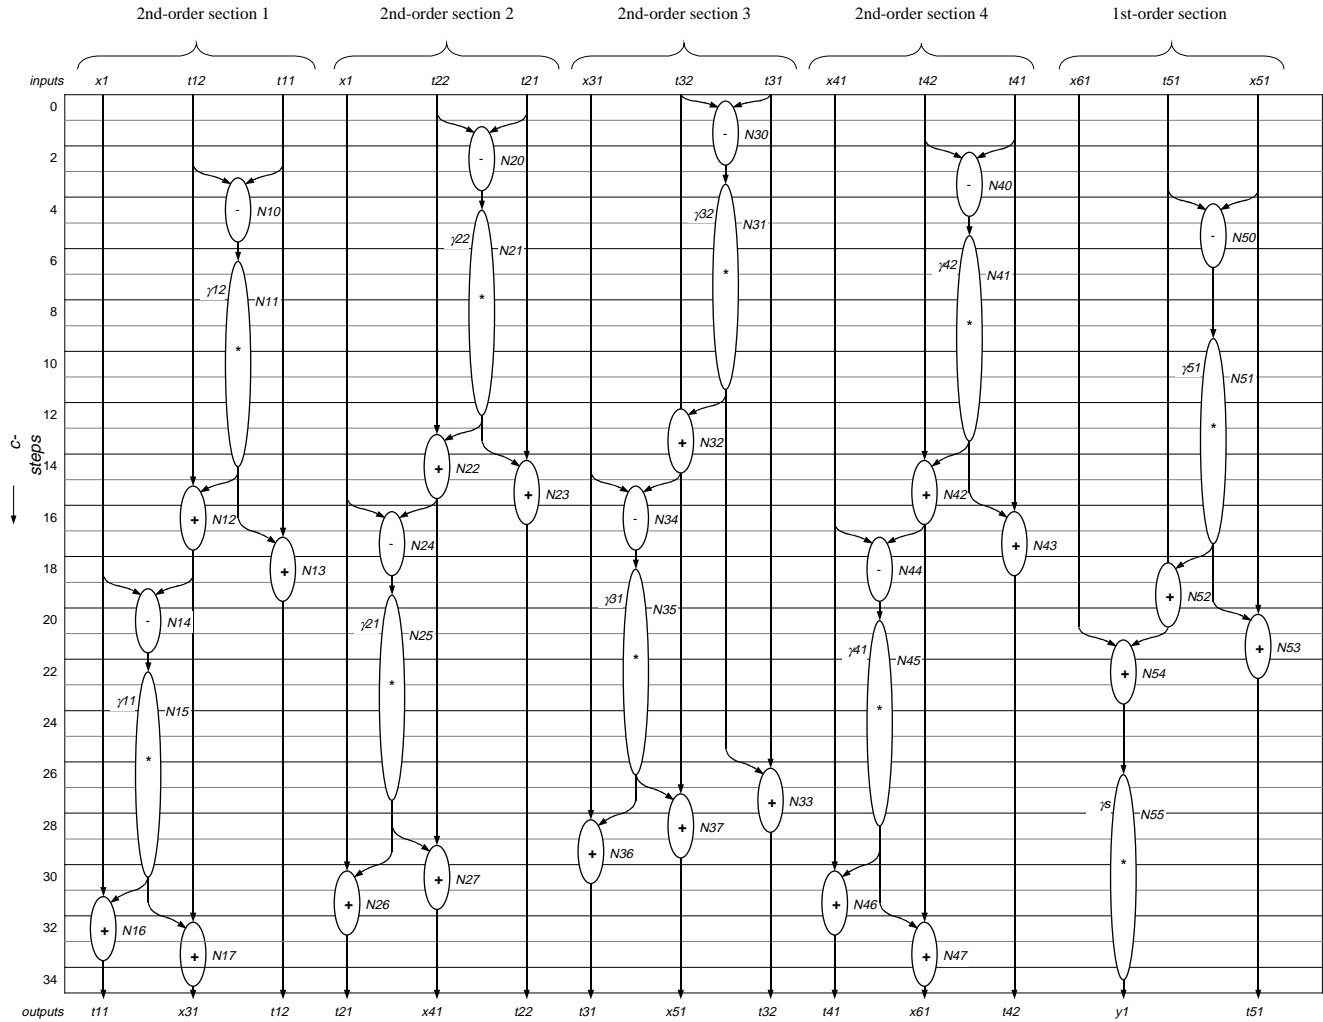 2nd-order section 1 2nd-order section 2 2nd-order section 3 2nd-order section 4 1st-order section
inputs x1 t12 t11 x1 t22 t21 x31 t32 t31 x41 t42 t41 x61 t51 x51
0
- N30
2 - N20
- N40
4 - N10
γ32 N31
- N50
γ22 N21
6 γ42 N41
γ12 N11
*
8 * *
* 10 γ51 N51
12
+ N32 *
c-steps
14 + N22
+ N23 + N42
16 + N12 - N34
- N24 + N43
18 + N13 - N44
+ N52
γ31 N35
20 - N14 γ21 N25
+ N53
γ41 N45 *
22 + N54
γ11 N15 *
24 *
*
26
+ N33 γs N55
28 + N37
+ N36
30 + N27 *
+ N26 + N46
32 + N16
+ N17 + N47
34
outputs t11 x31 t12 t21 x41 t22 t31 x51 t32 t41 x61 t42 y1 t51